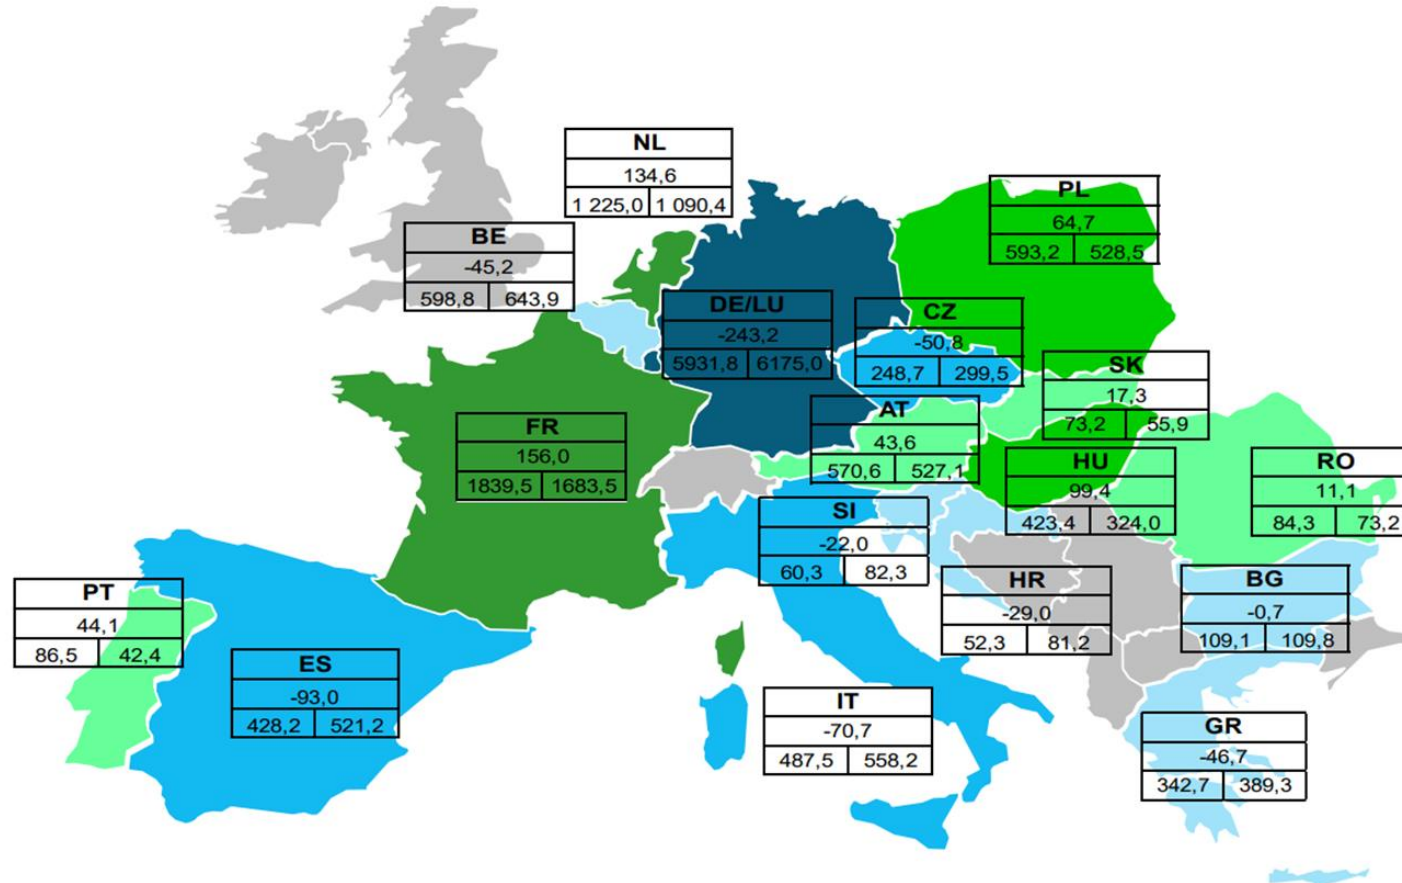 NL
134,6
1 225,0 1 090,4
PL
64,7
593,2 528,5
BE
-45,2
598,8 643,9
DE/LU
-243,2
5931,8 6175,0
CZ
-50,8
248,7 299,5
SK
17,3
73,2 55,9
AT
43,6
570,6 527,1
FR
156,0
1839,5 1683,5
HU
99,4
423,4 324,0
RO
11,1
84,3 73,2
SI
-22,0
60,3 82,3
HR
-29,0
52,3 81,2
BG
-0,7
109,1 109,8
PT
44,1
86,5 42,4
ES
-93,0
428,2 521,2
IT
-70,7
487,5 558,2
GR
-46,7
342,7 389,3